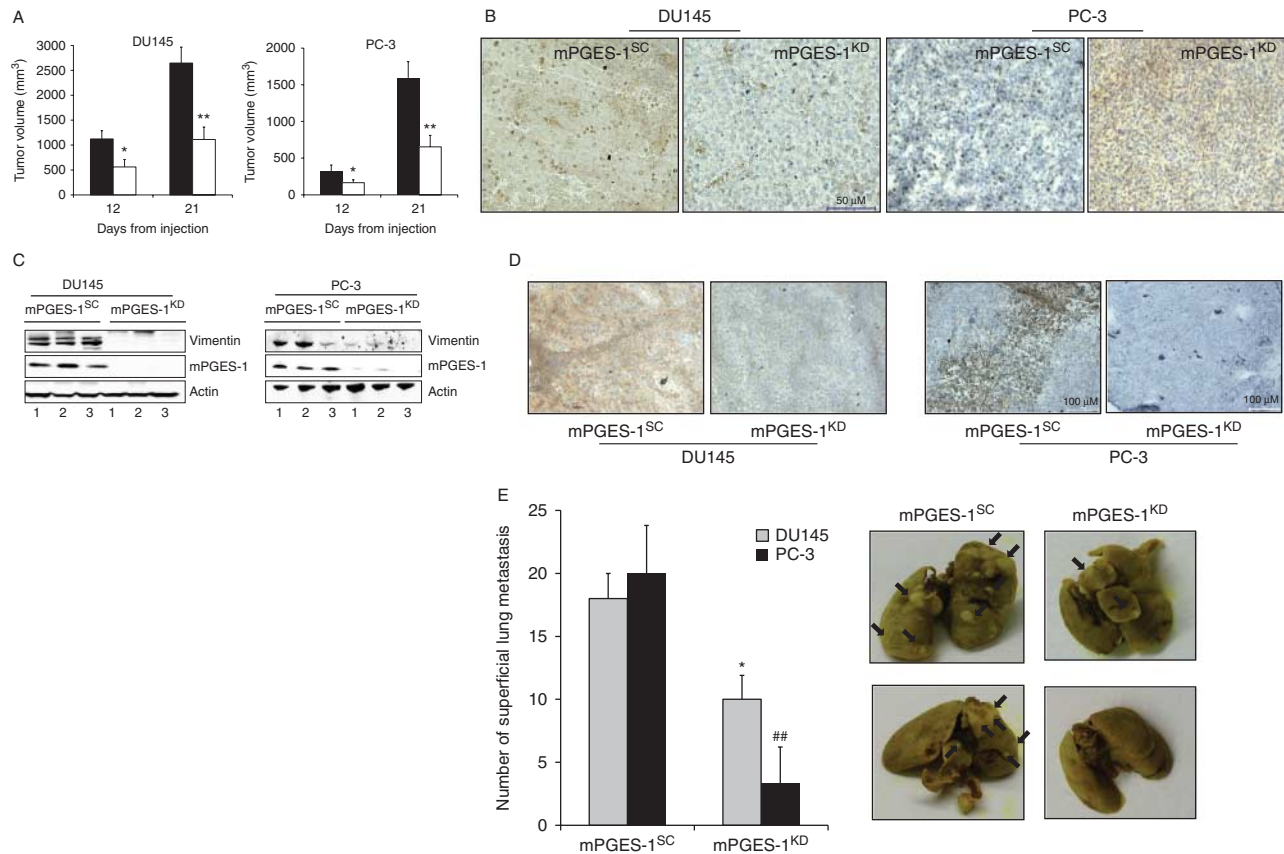 A
DU145
Tumor volume (mm³)
3000
2500
2000
1500
1000
500
0
*
**
12
21
Days from injection
PC-3
Tumor volume (mm³)
2000
1500
1000
500
0
*
**
12
21
Days from injection
B
DU145
PC-3
mPGES-1SC
mPGES-1KD
mPGES-1SC
mPGES-1KD
50 µM
C
DU145
mPGES-1SC mPGES-1KD
Vimentin
mPGES-1
Actin
1 2 3 1 2 3
PC-3
mPGES-1SC mPGES-1KD
Vimentin
mPGES-1
Actin
1 2 3 1 2 3
D
100 µM
100 µM
mPGES-1SC mPGES-1KD
DU145
mPGES-1SC mPGES-1KD
PC-3
E
Number of superficial lung metastasis
25
20
15
10
5
0
DU145
PC-3
*
##
mPGES-1SC
mPGES-1KD
mPGES-1SC
mPGES-1KD